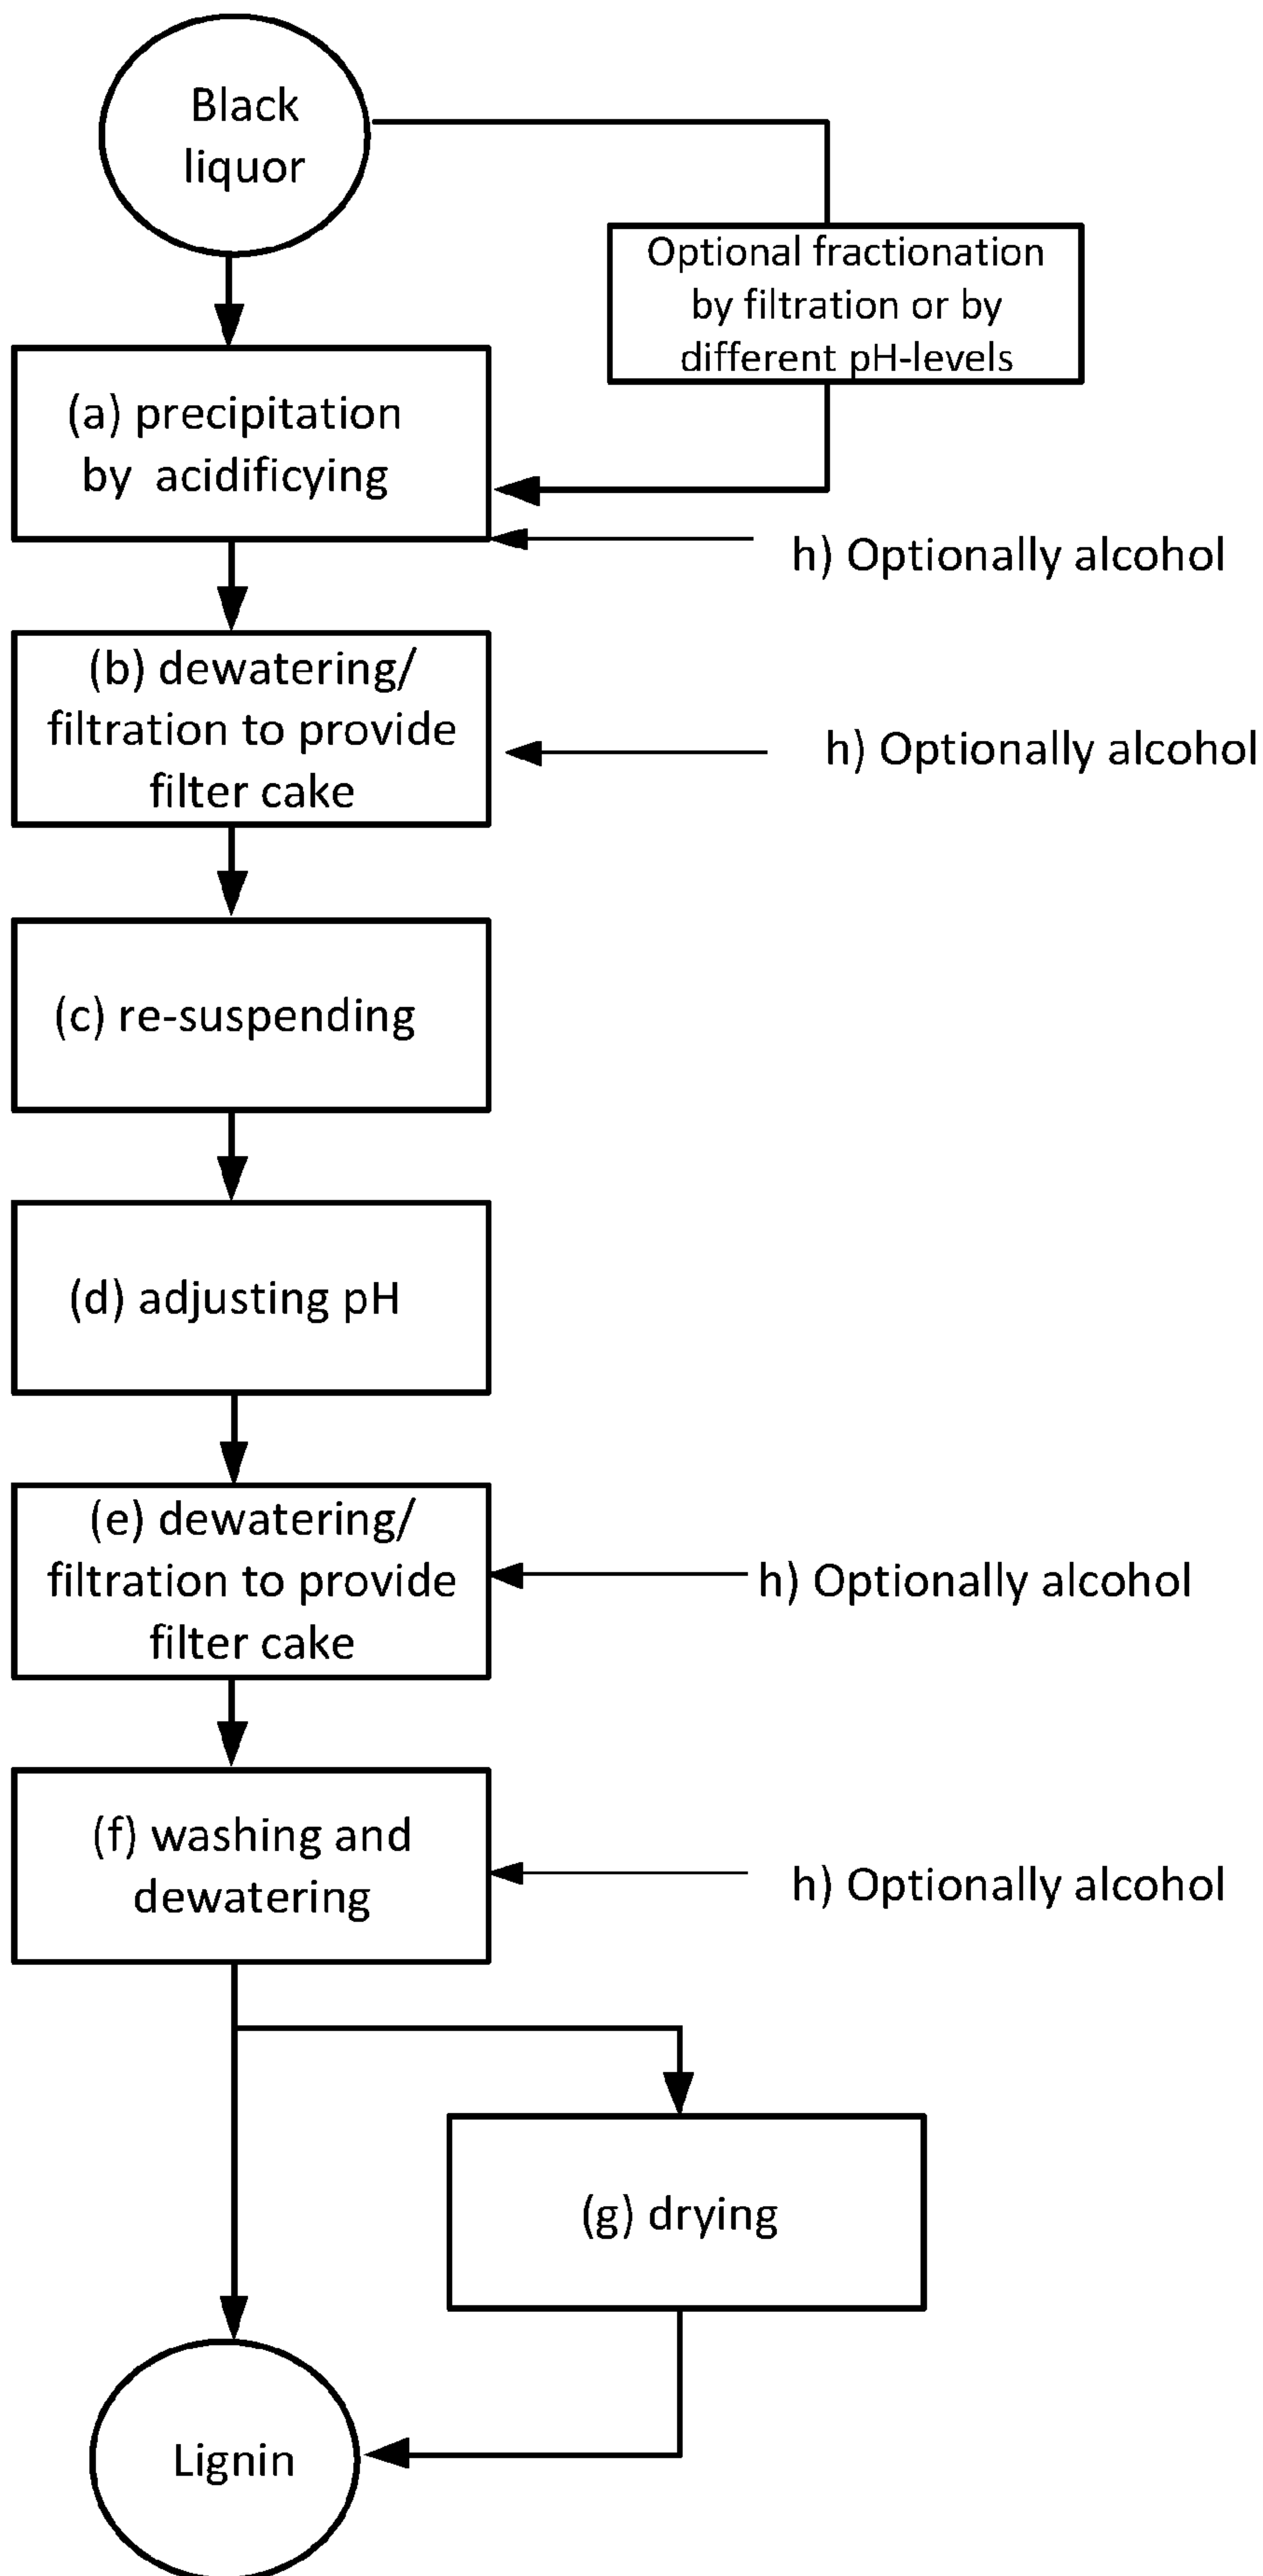 Black
liquor
Optional fractionation
by filtration or by
different pH-levels
(a) precipitation
by acidificying
h) Optionally alcohol
(b) dewatering/
filtration to provide
filter cake
h) Optionally alcohol
(c) re-suspending
(d) adjusting pH
(e) dewatering/
filtration to provide
filter cake
h) Optionally alcohol
(f) washing and
dewatering
h) Optionally alcohol
(g) drying
Lignin